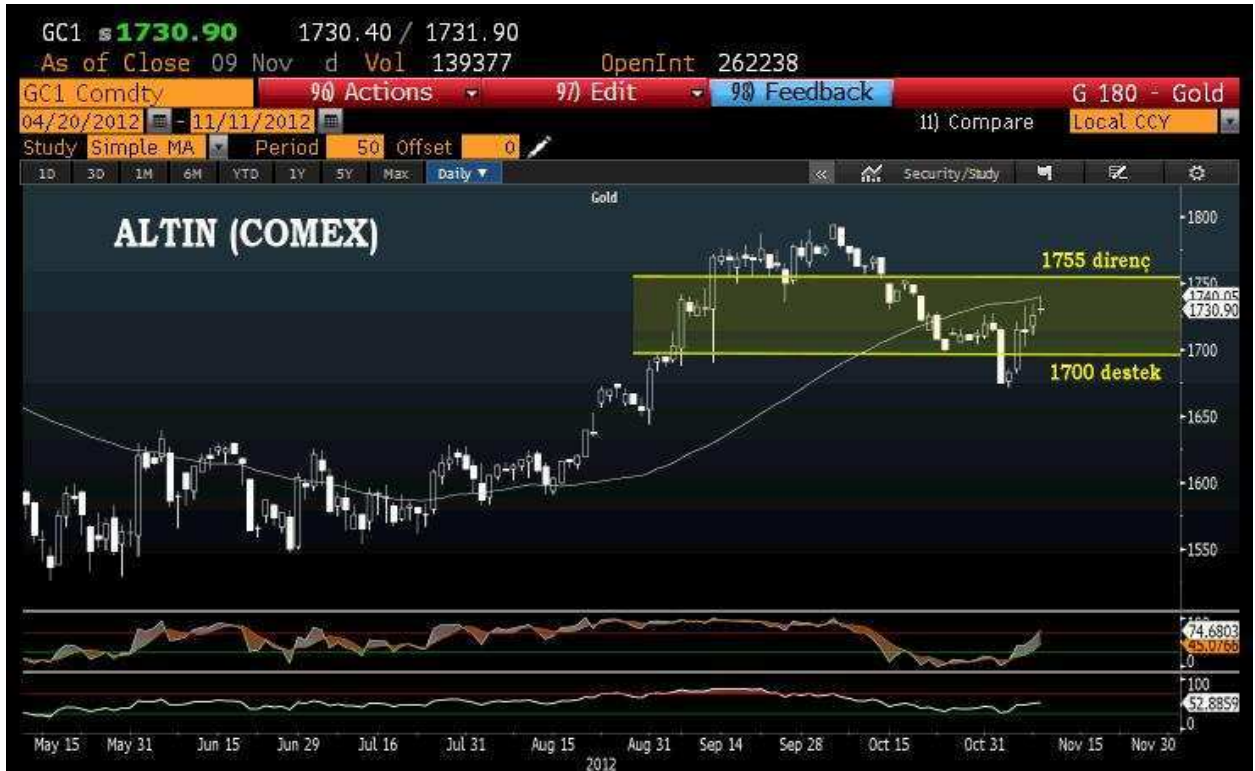 GC1 s1730.90 1730.40 / 1731.90
As of Close 09 Nov d Vol 139377 OpenInt 262238
GC1 Comdty 96) Actions 97) Edit 98) Feedback G 180 - Gold
04/20/2012 - 11/11/2012 11) Compare Local CCY
Study Simple MA Period 50 Offset 0
1D 3D 1M 6M YTD 1Y 5Y Max Daily ▼ « Security/Study
Gold
ALTIN (COMEX)
1800
1755 direnç
1750
1740.05
1730.90
1700
1700 destek
1650
1600
1550
74.6803
45.0766
0
100
52.8859
0
May 15 May 31 Jun 15 Jun 29 Jul 16 Jul 31 Aug 15 Aug 31 Sep 14 Sep 28 Oct 15 Oct 31 Nov 15 Nov 30
2012